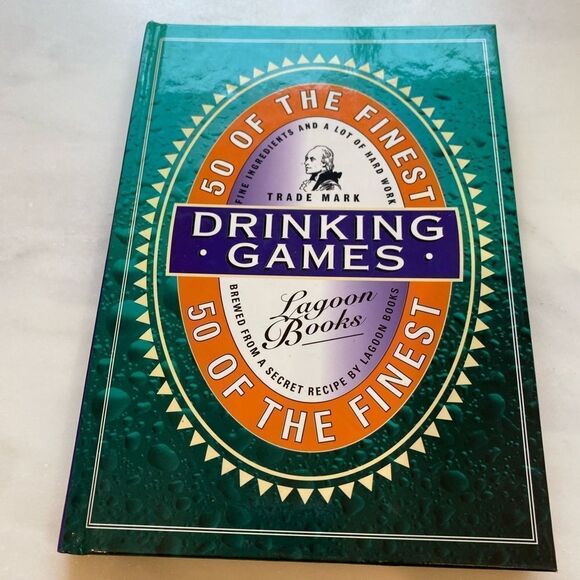 50 OF THE FINEST
FINE INGREDIENTS AND A LOT OF HARD WORK
TRADE MARK
DRINKING
· GAMES ·
Lagoon
Books
BREWED FROM A SECRET RECIPE BY LAGOON BOOKS
50 OF THE FINEST